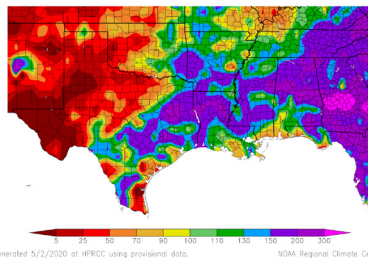 5 25 50 70 90 100 110 130 150 200 300
enerated 5/2/2020 at HPRCC using provisional data.
NOAA Regional Climate Ce